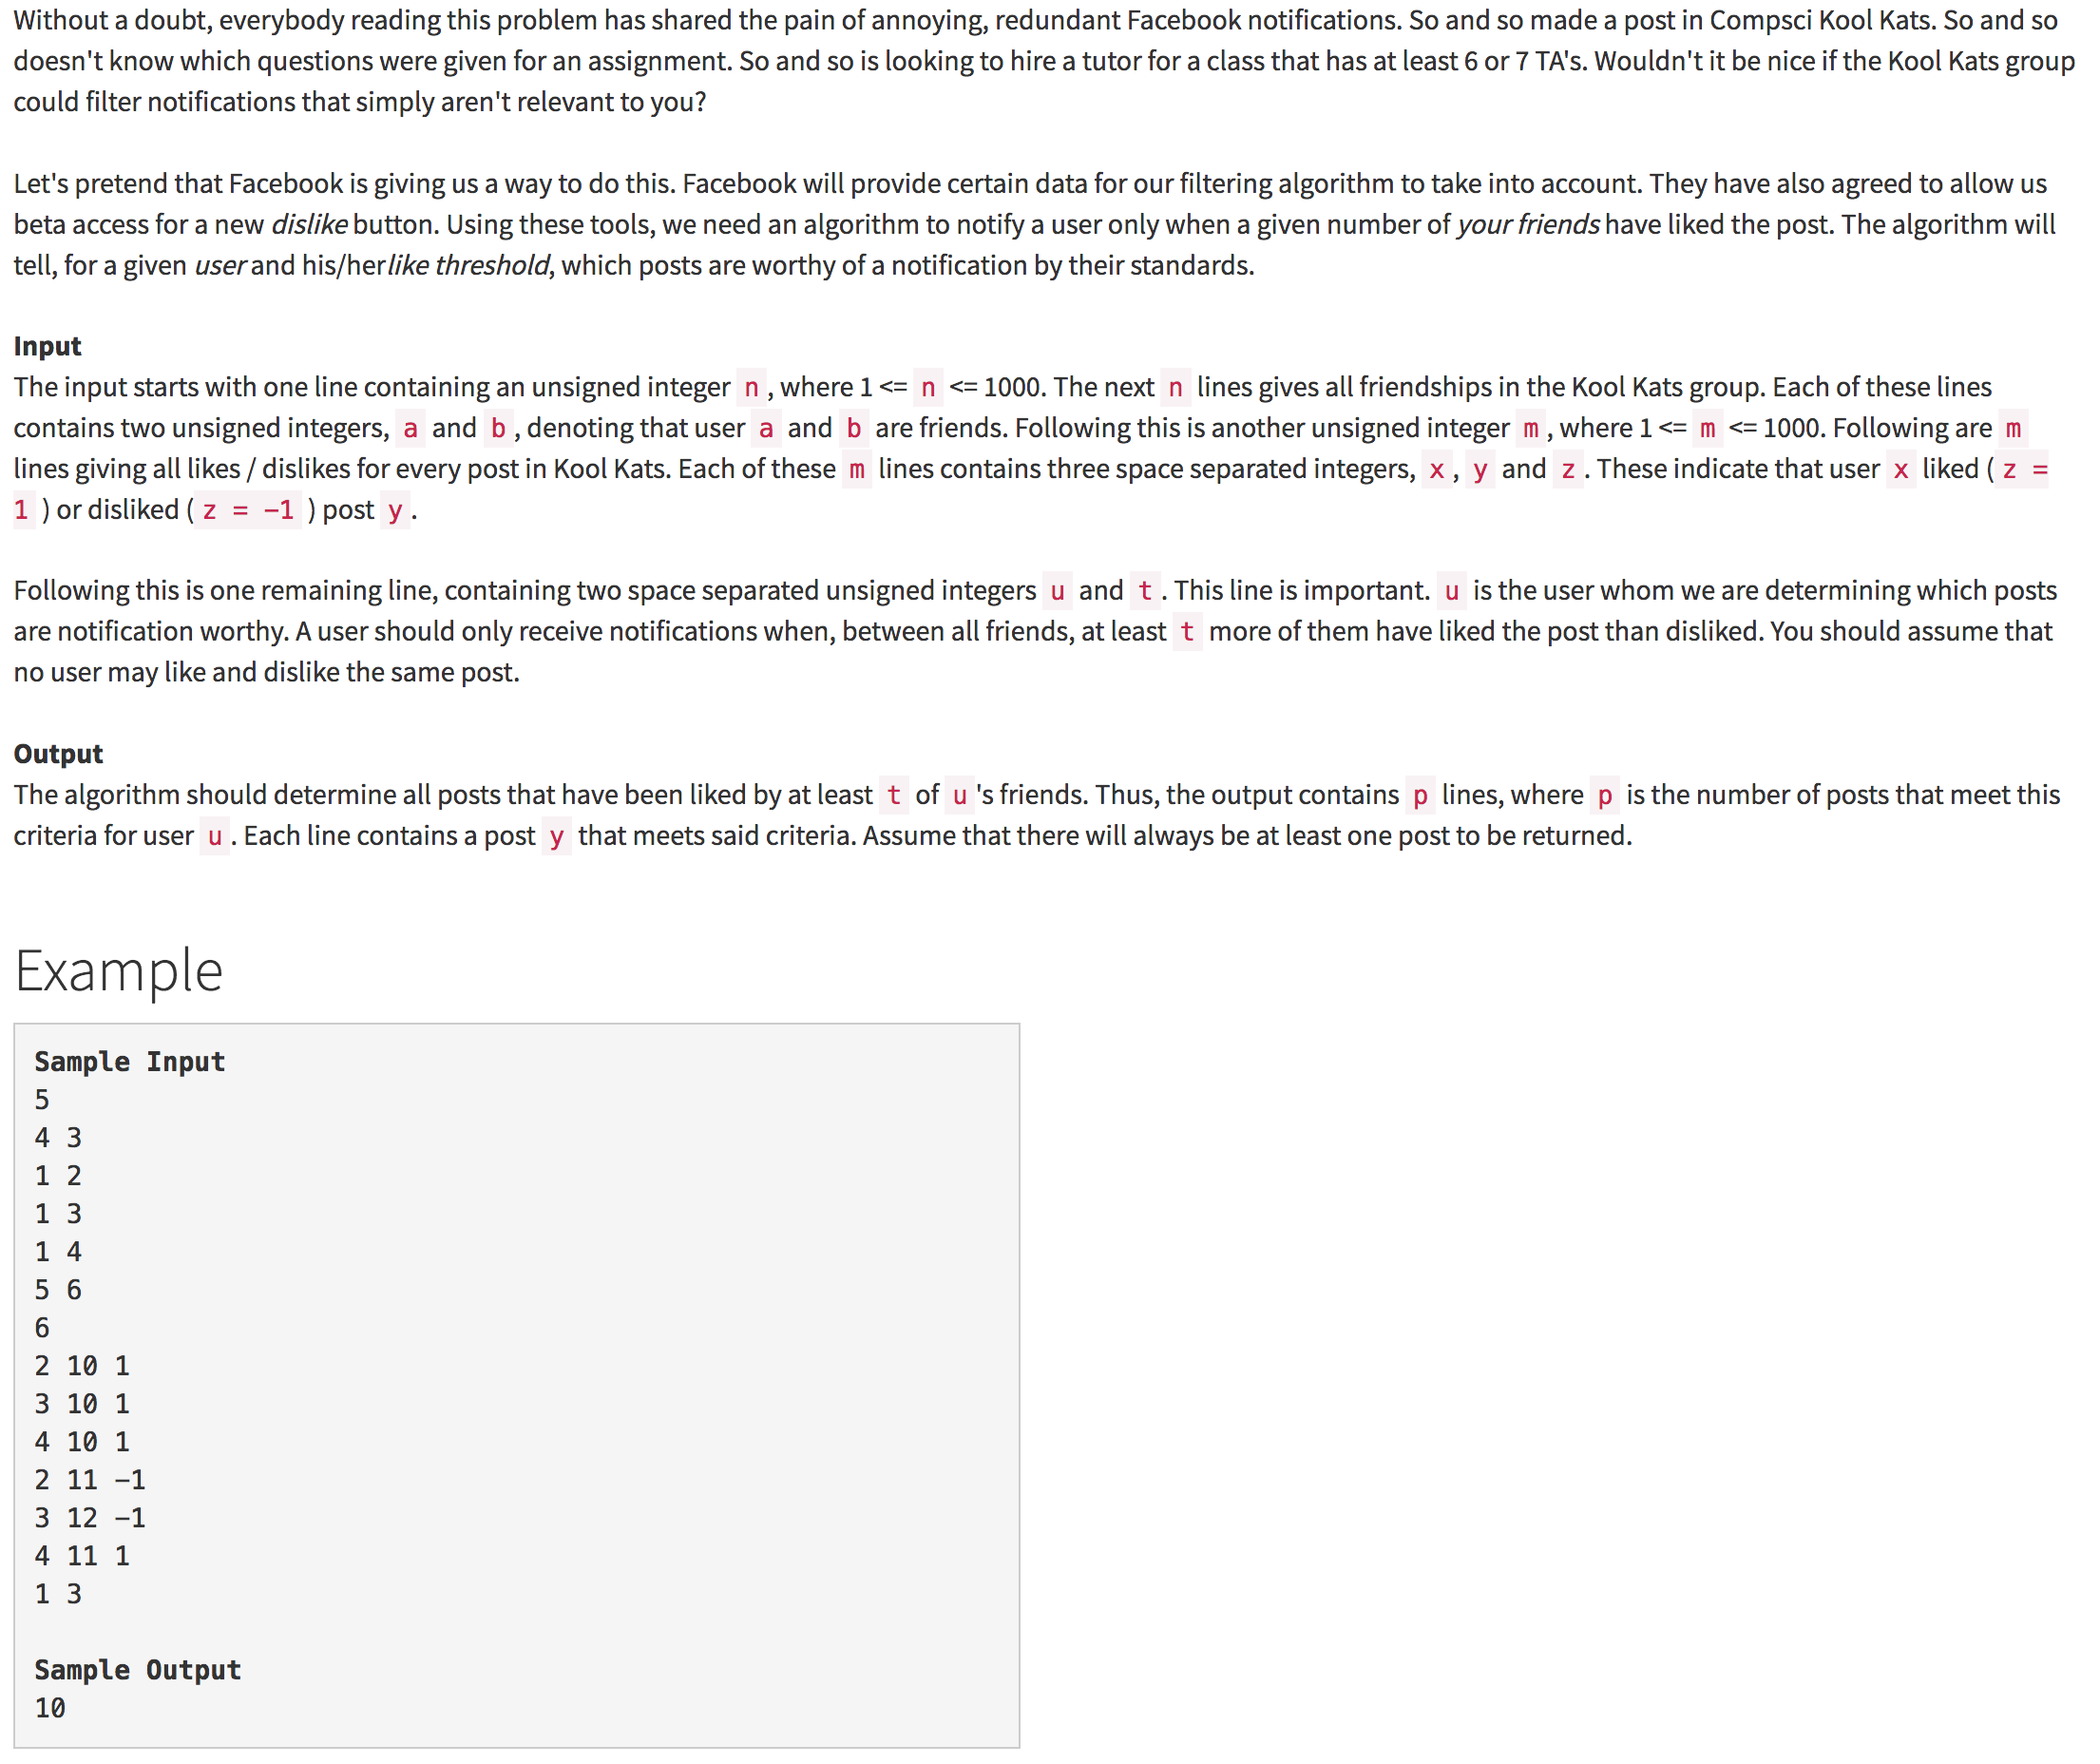 Without a doubt, everybody reading this problem has shared the pain of annoying, redundant Facebook notifications. So and so made a post in Compsci Kool Kats. So and so
doesn't know which questions were given for an assignment. So and so is looking to hire a tutor for a class that has at least 6 or 7 TA's. Wouldn't it be nice if the Kool Kats group
could filter notifications that simply aren't relevant to you?
Let's pretend that Facebook is giving us a way to do this. Facebook will provide certain data for our filtering algorithm to take into account. They have also agreed to allow us
beta access for a new dislike button. Using these tools, we need an algorithm to notify a user only when a given number of your friends have liked the post. The algorithm will
tell, for a given user and his/herlike threshold, which posts are worthy of a notification by their standards.
Input
The input starts with one line containing an unsigned integer n , where 1 <= n <= 1000. The next n lines gives all friendships in the Kool Kats group. Each of these lines
contains two unsigned integers, a and b , denoting that user a and b are friends. Following this is another unsigned integer m , where 1 <= m <= 1000. Following are m
lines giving all likes / dislikes for every post in Kool Kats. Each of these m lines contains three space separated integers, x , y and z . These indicate that user x liked ( z =
1 ) or disliked ( z = -1 ) post y .
Following this is one remaining line, containing two space separated unsigned integers u and t . This line is important. u is the user whom we are determining which posts
are notification worthy. A user should only receive notifications when, between all friends, at least t more of them have liked the post than disliked. You should assume that
no user may like and dislike the same post.
Output
The algorithm should determine all posts that have been liked by at least t of u 's friends. Thus, the output contains p lines, where p is the number of posts that meet this
criteria for user u . Each line contains a post y that meets said criteria. Assume that there will always be at least one post to be returned.
Example
Sample Input
5
4 3
1 2
1 3
1 4
5 6
6
2 10 1
3 10 1
4 10 1
2 11 -1
3 12 -1
4 11 1
1 3
Sample Output
10